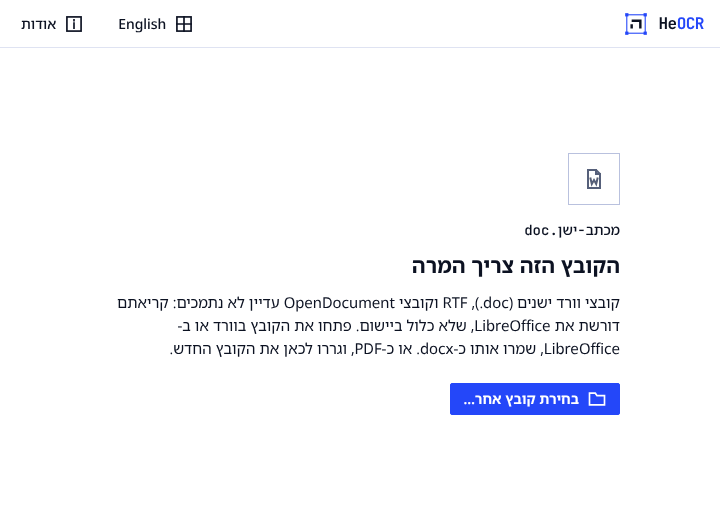 HeOCR
English
אודות
מכתב-ישן.doc
הקובץ הזה צריך המרה
קובצי וורד ישנים (.doc), RTF וקובצי OpenDocument עדיין לא נתמכים: קריאתם
דורשת את LibreOffice, שלא כלול ביישום. פתחו את הקובץ בוורד או ב-
LibreOffice, שמרו אותו כ-docx. או כ-PDF, וגררו לכאן את הקובץ החדש.
בחירת קובץ אחר...